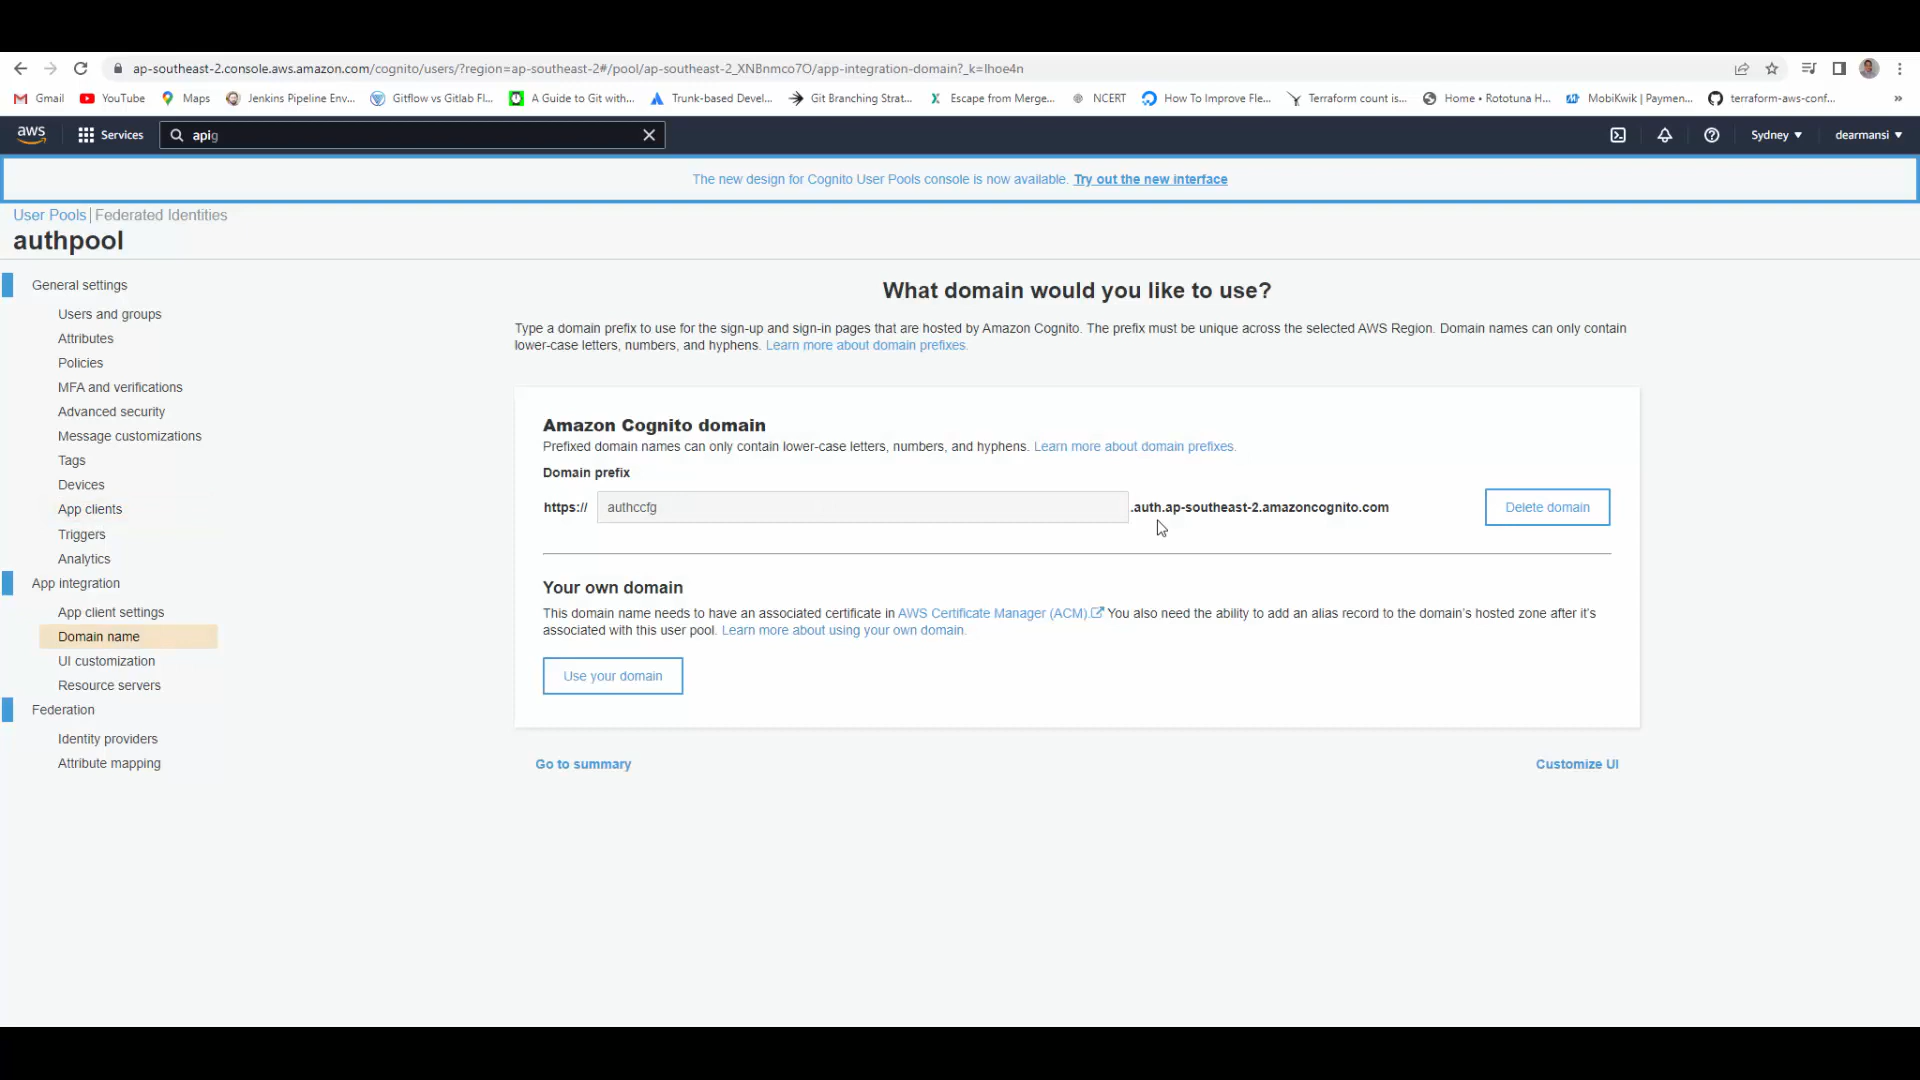 ap-southeast-2.console.aws.amazon.com/cognito/users/?region=ap-southeast-2#/pool/ap-southeast-2_XNBnmco7O/app-integration-domain?_k=lhoe4n
Gmail YouTube Maps Jenkins Pipeline Env... Gitflow vs Gitlab Fl... A Guide to Git with... Trunk-based Devel... Git Branching Strat... Escape from Merge... NCERT How To Improve Fle... Terraform count is... Home • Rototuna H... MobiKwik | Paymen... terraform-aws-conf... »
aws Services apig Sydney dearmansi
The new design for Cognito User Pools console is now available. Try out the new interface
User Pools | Federated Identities
authpool
General settings
Users and groups
Attributes
Policies
MFA and verifications
Advanced security
Message customizations
Tags
Devices
App clients
Triggers
Analytics
App integration
App client settings
Domain name
UI customization
Resource servers
Federation
Identity providers
Attribute mapping
What domain would you like to use?
Type a domain prefix to use for the sign-up and sign-in pages that are hosted by Amazon Cognito. The prefix must be unique across the selected AWS Region. Domain names can only contain
lower-case letters, numbers, and hyphens. Learn more about domain prefixes.
Amazon Cognito domain
Prefixed domain names can only contain lower-case letters, numbers, and hyphens. Learn more about domain prefixes.
Domain prefix
https:// authccfg .auth.ap-southeast-2.amazoncognito.com Delete domain
Your own domain
This domain name needs to have an associated certificate in AWS Certificate Manager (ACM). You also need the ability to add an alias record to the domain's hosted zone after it's
associated with this user pool. Learn more about using your own domain.
Use your domain
Go to summary Customize UI